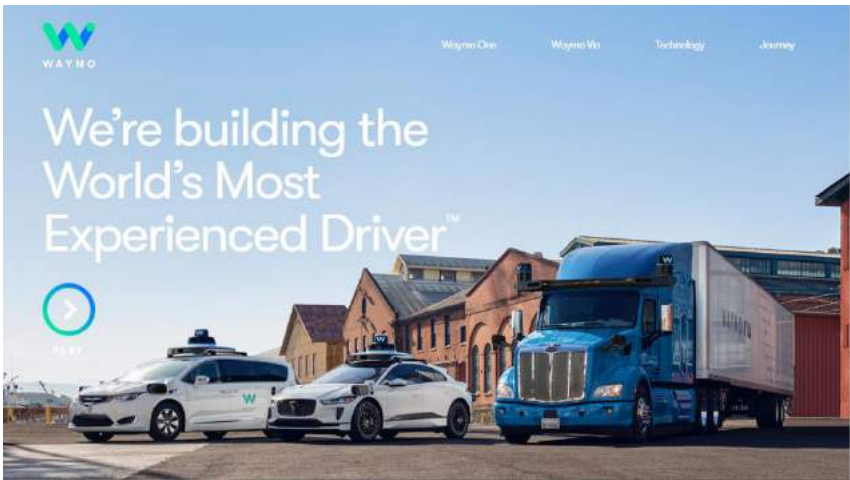 WAYMO
Waymo One
Waymo Via
Technology
Journey
We're building the
World's Most
Experienced Driver™
PLAY